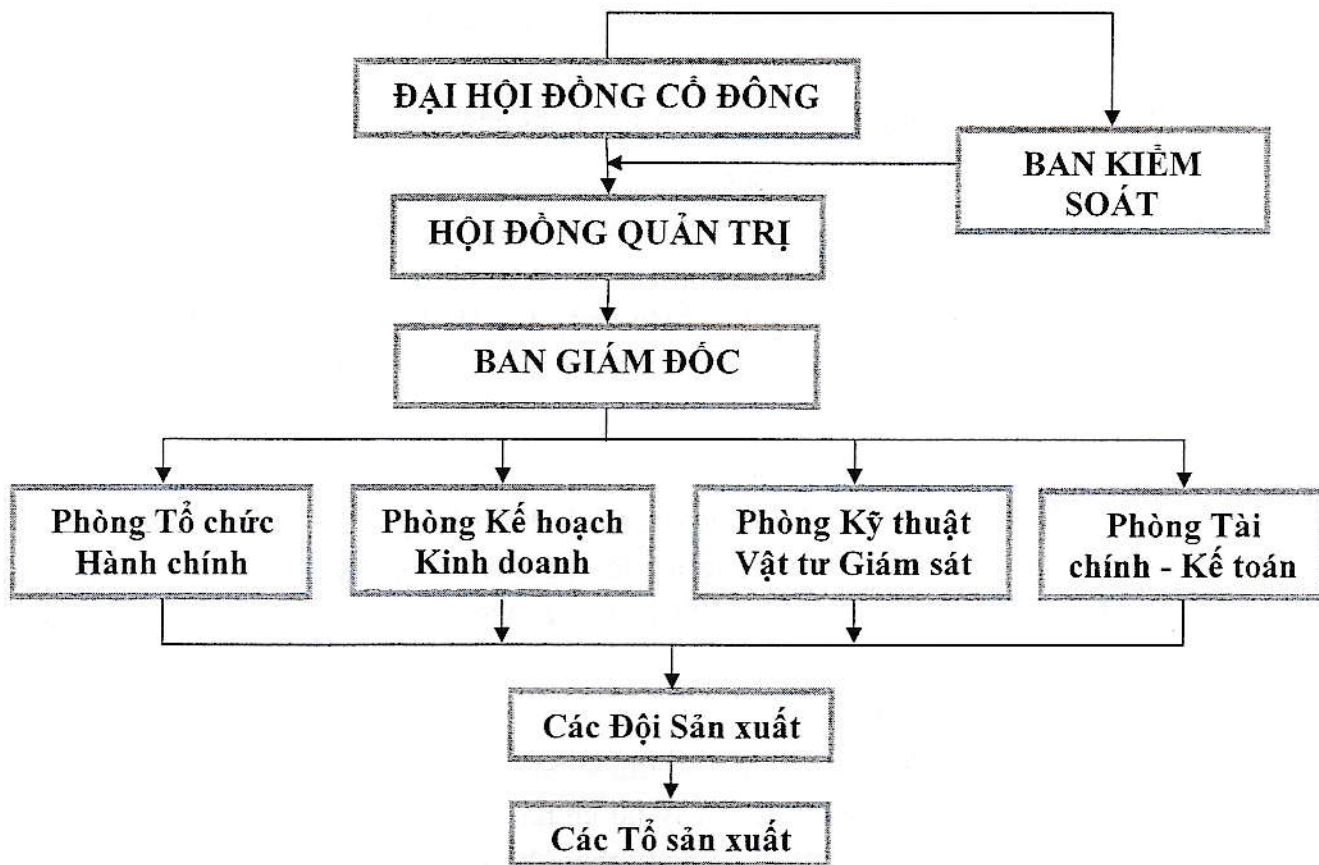 ĐẠI HỘI ĐỒNG CỔ ĐÔNG
BAN KIỂM
SOÁT
HỘI ĐỒNG QUẢN TRỊ
BAN GIÁM ĐỐC
Phòng Tổ chức
Hành chính
Phòng Kế hoạch
Kinh doanh
Phòng Kỹ thuật
Vật tư Giám sát
Phòng Tài
chính - Kế toán
Các Đội Sản xuất
Các Tổ sản xuất